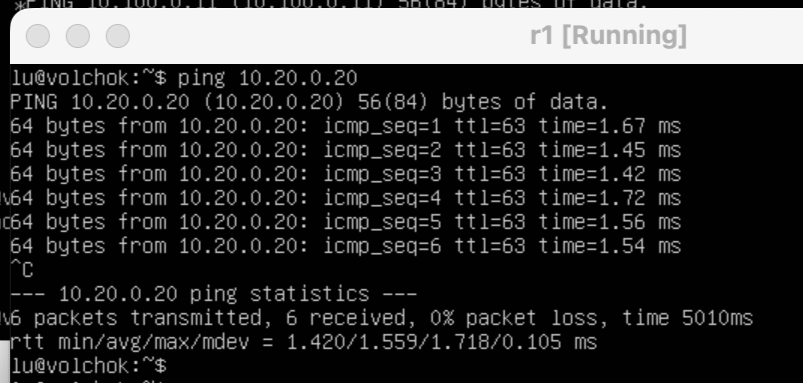 *PING 10.100.0.11 (10.100.0.11) 56(84) bytes of data.
r1 [Running]
lu@volchok:~$ ping 10.20.0.20
PING 10.20.0.20 (10.20.0.20) 56(84) bytes of data.
64 bytes from 10.20.0.20: icmp_seq=1 ttl=63 time=1.67 ms
64 bytes from 10.20.0.20: icmp_seq=2 ttl=63 time=1.45 ms
64 bytes from 10.20.0.20: icmp_seq=3 ttl=63 time=1.42 ms
64 bytes from 10.20.0.20: icmp_seq=4 ttl=63 time=1.72 ms
64 bytes from 10.20.0.20: icmp_seq=5 ttl=63 time=1.56 ms
64 bytes from 10.20.0.20: icmp_seq=6 ttl=63 time=1.54 ms
^C
--- 10.20.0.20 ping statistics ---
6 packets transmitted, 6 received, 0% packet loss, time 5010ms
rtt min/avg/max/mdev = 1.420/1.559/1.718/0.105 ms
lu@volchok:~$